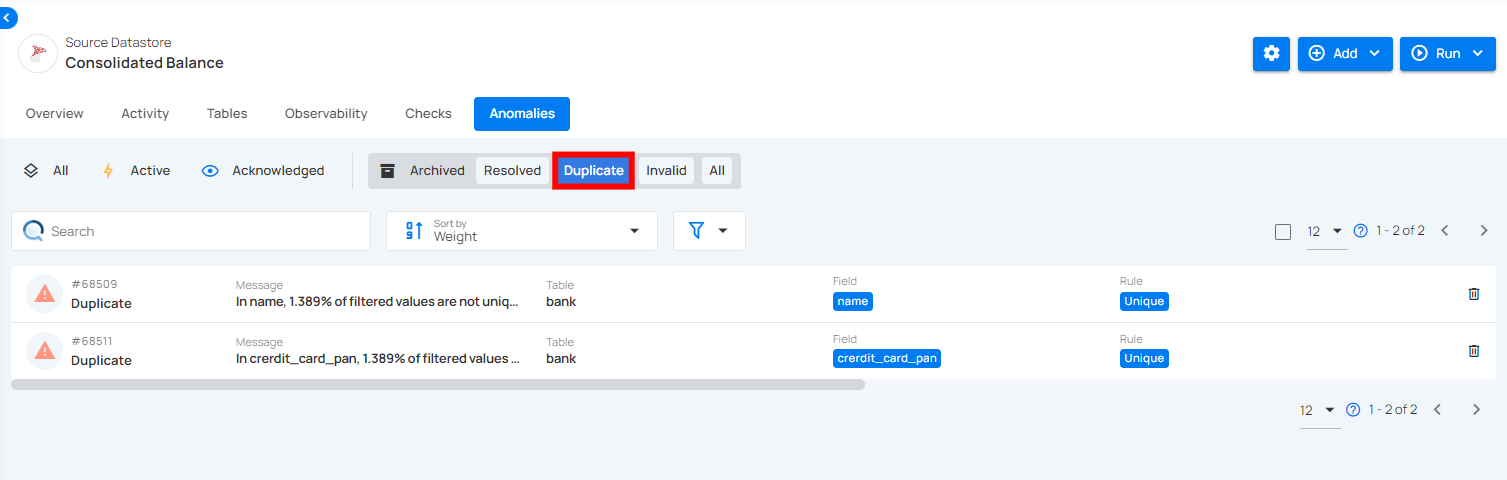 Source Datastore
Consolidated Balance
Add
Run
Overview Activity Tables Observability Checks Anomalies
All Active Acknowledged Archived Resolved Duplicate Invalid All
Search
Sort by
Weight
12 1 - 2 of 2
#68509
Duplicate
Message
In name, 1.389% of filtered values are not uniq...
Table
bank
Field
name
Rule
Unique
#68511
Duplicate
Message
In crerdit_card_pan, 1.389% of filtered values ...
Table
bank
Field
crerdit_card_pan
Rule
Unique
12 1 - 2 of 2